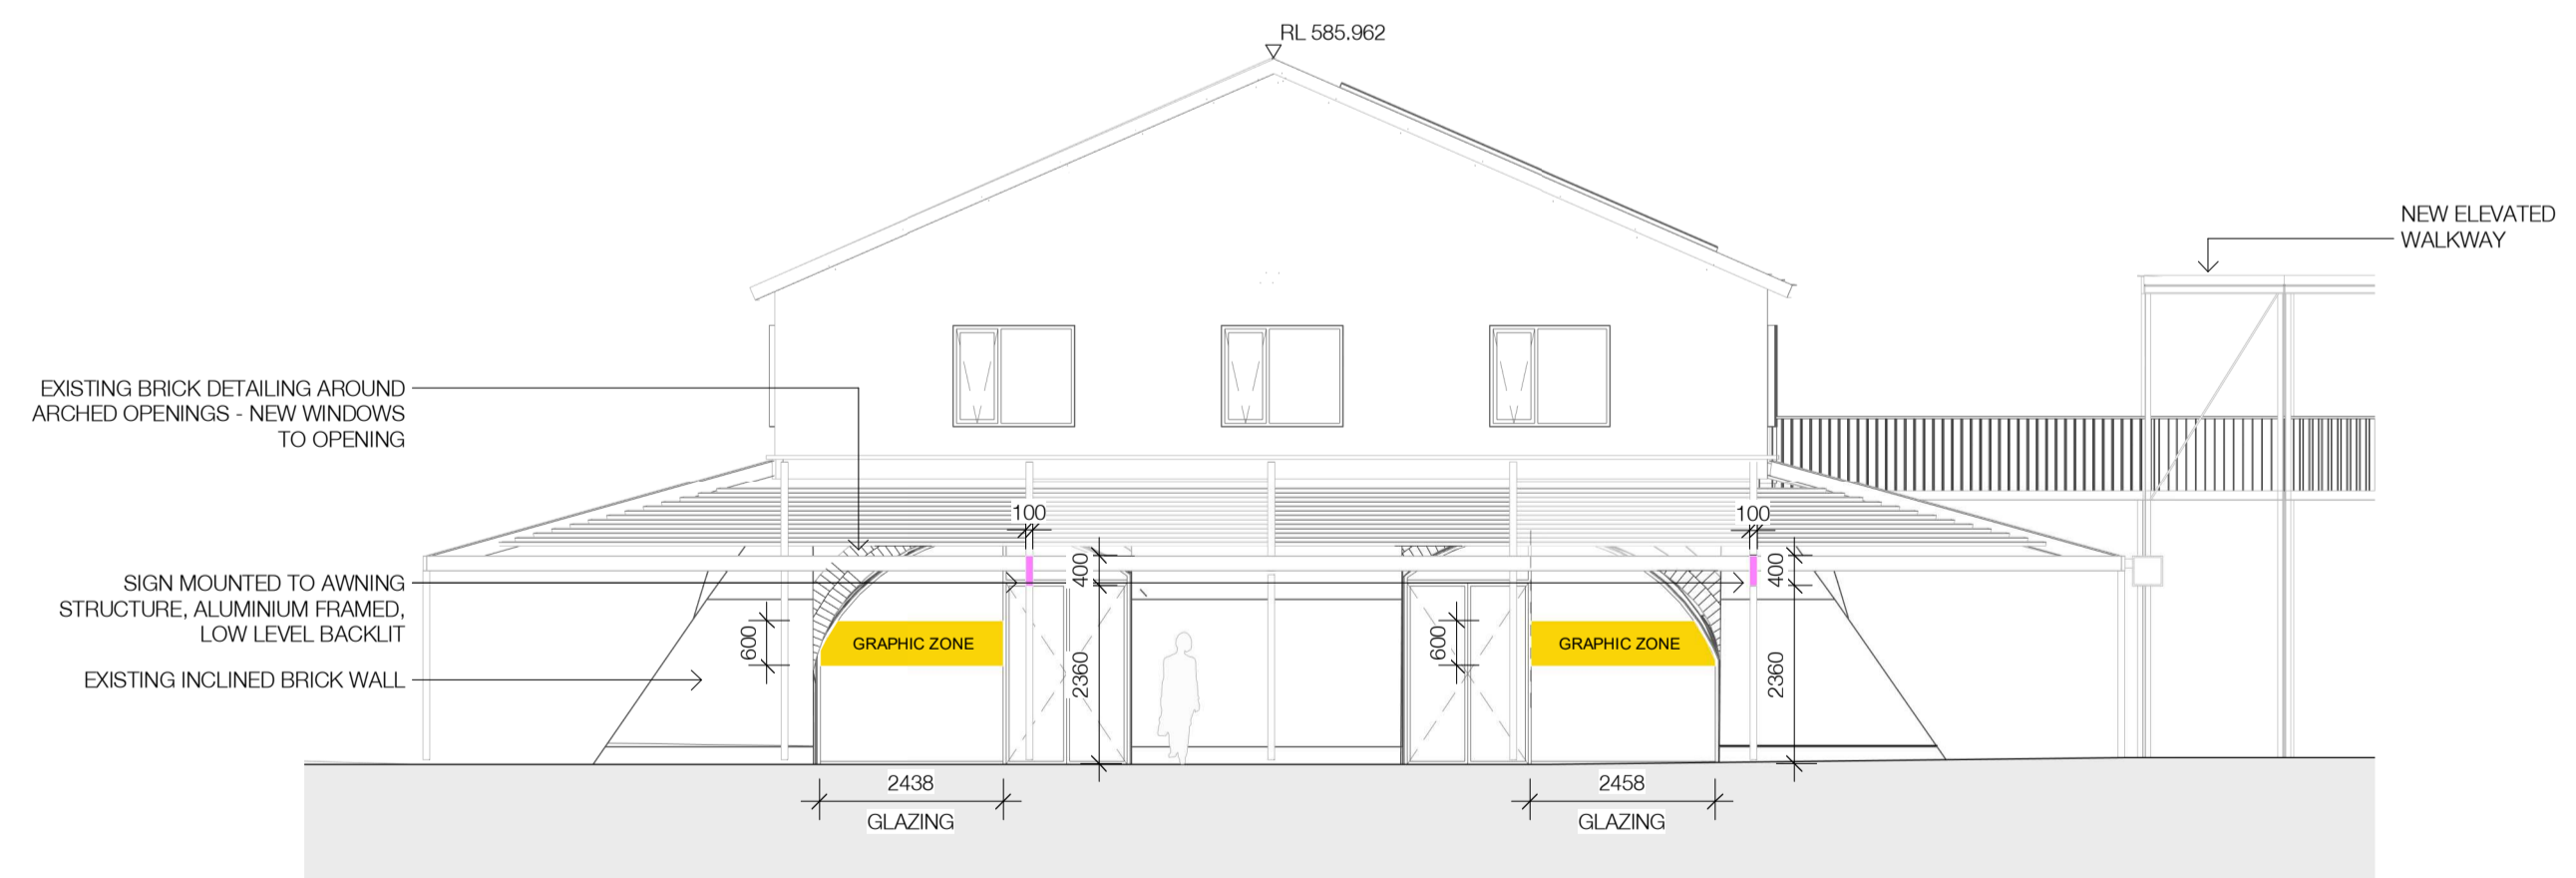 RL 585.962
NEW ELEVATED
WALKWAY
EXISTING BRICK DETAILING AROUND
ARCHED OPENINGS - NEW WINDOWS
TO OPENING
100
100
400
400
SIGN MOUNTED TO AWNING
STRUCTURE, ALUMINIUM FRAMED,
LOW LEVEL BACKLIT
600
GRAPHIC ZONE
600
GRAPHIC ZONE
EXISTING INCLINED BRICK WALL
2360
2360
2438
GLAZING
2458
GLAZING